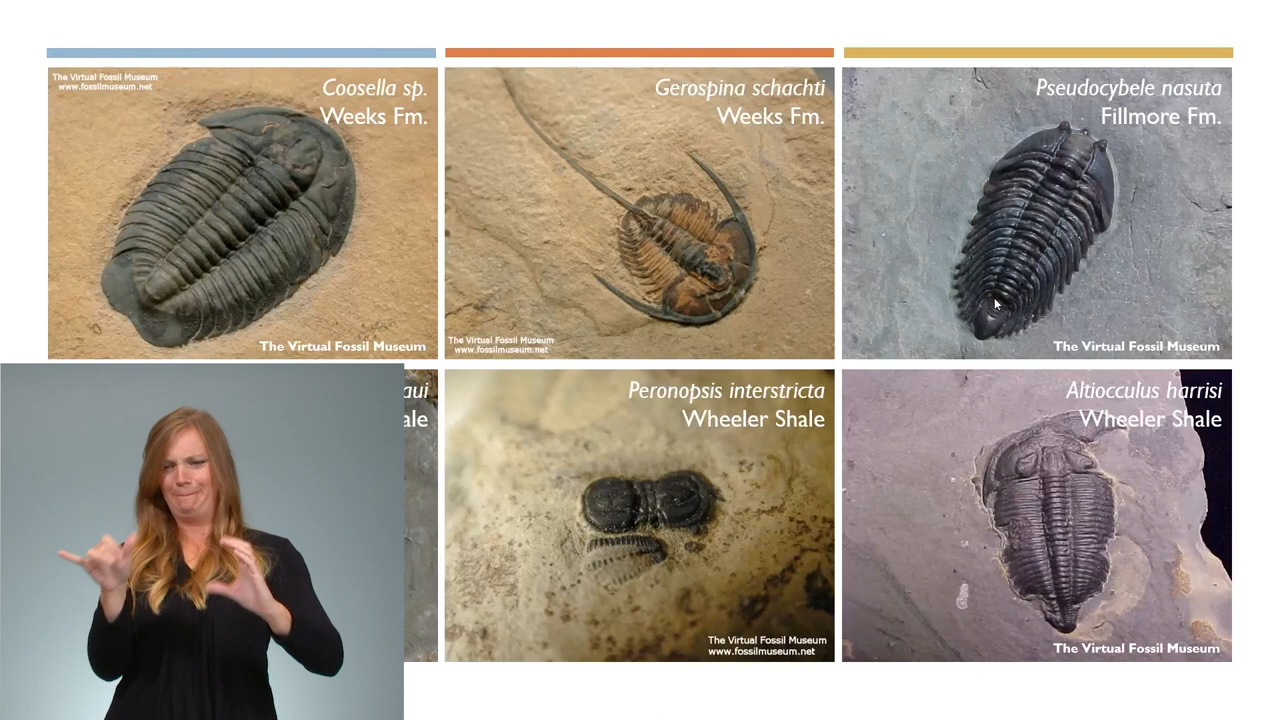 The Virtual Fossil Museum
www.fossilmuseum.net
Coosella sp.
Weeks Fm.
The Virtual Fossil Museum
Gerospina schachti
Weeks Fm.
The Virtual Fossil Museum
www.fossilmuseum.net
Pseudocybele nasuta
Fillmore Fm.
The Virtual Fossil Museum
aui
ale
Peronopsis interstricta
Wheeler Shale
The Virtual Fossil Museum
www.fossilmuseum.net
Altiocculus harrisi
Wheeler Shale
The Virtual Fossil Museum